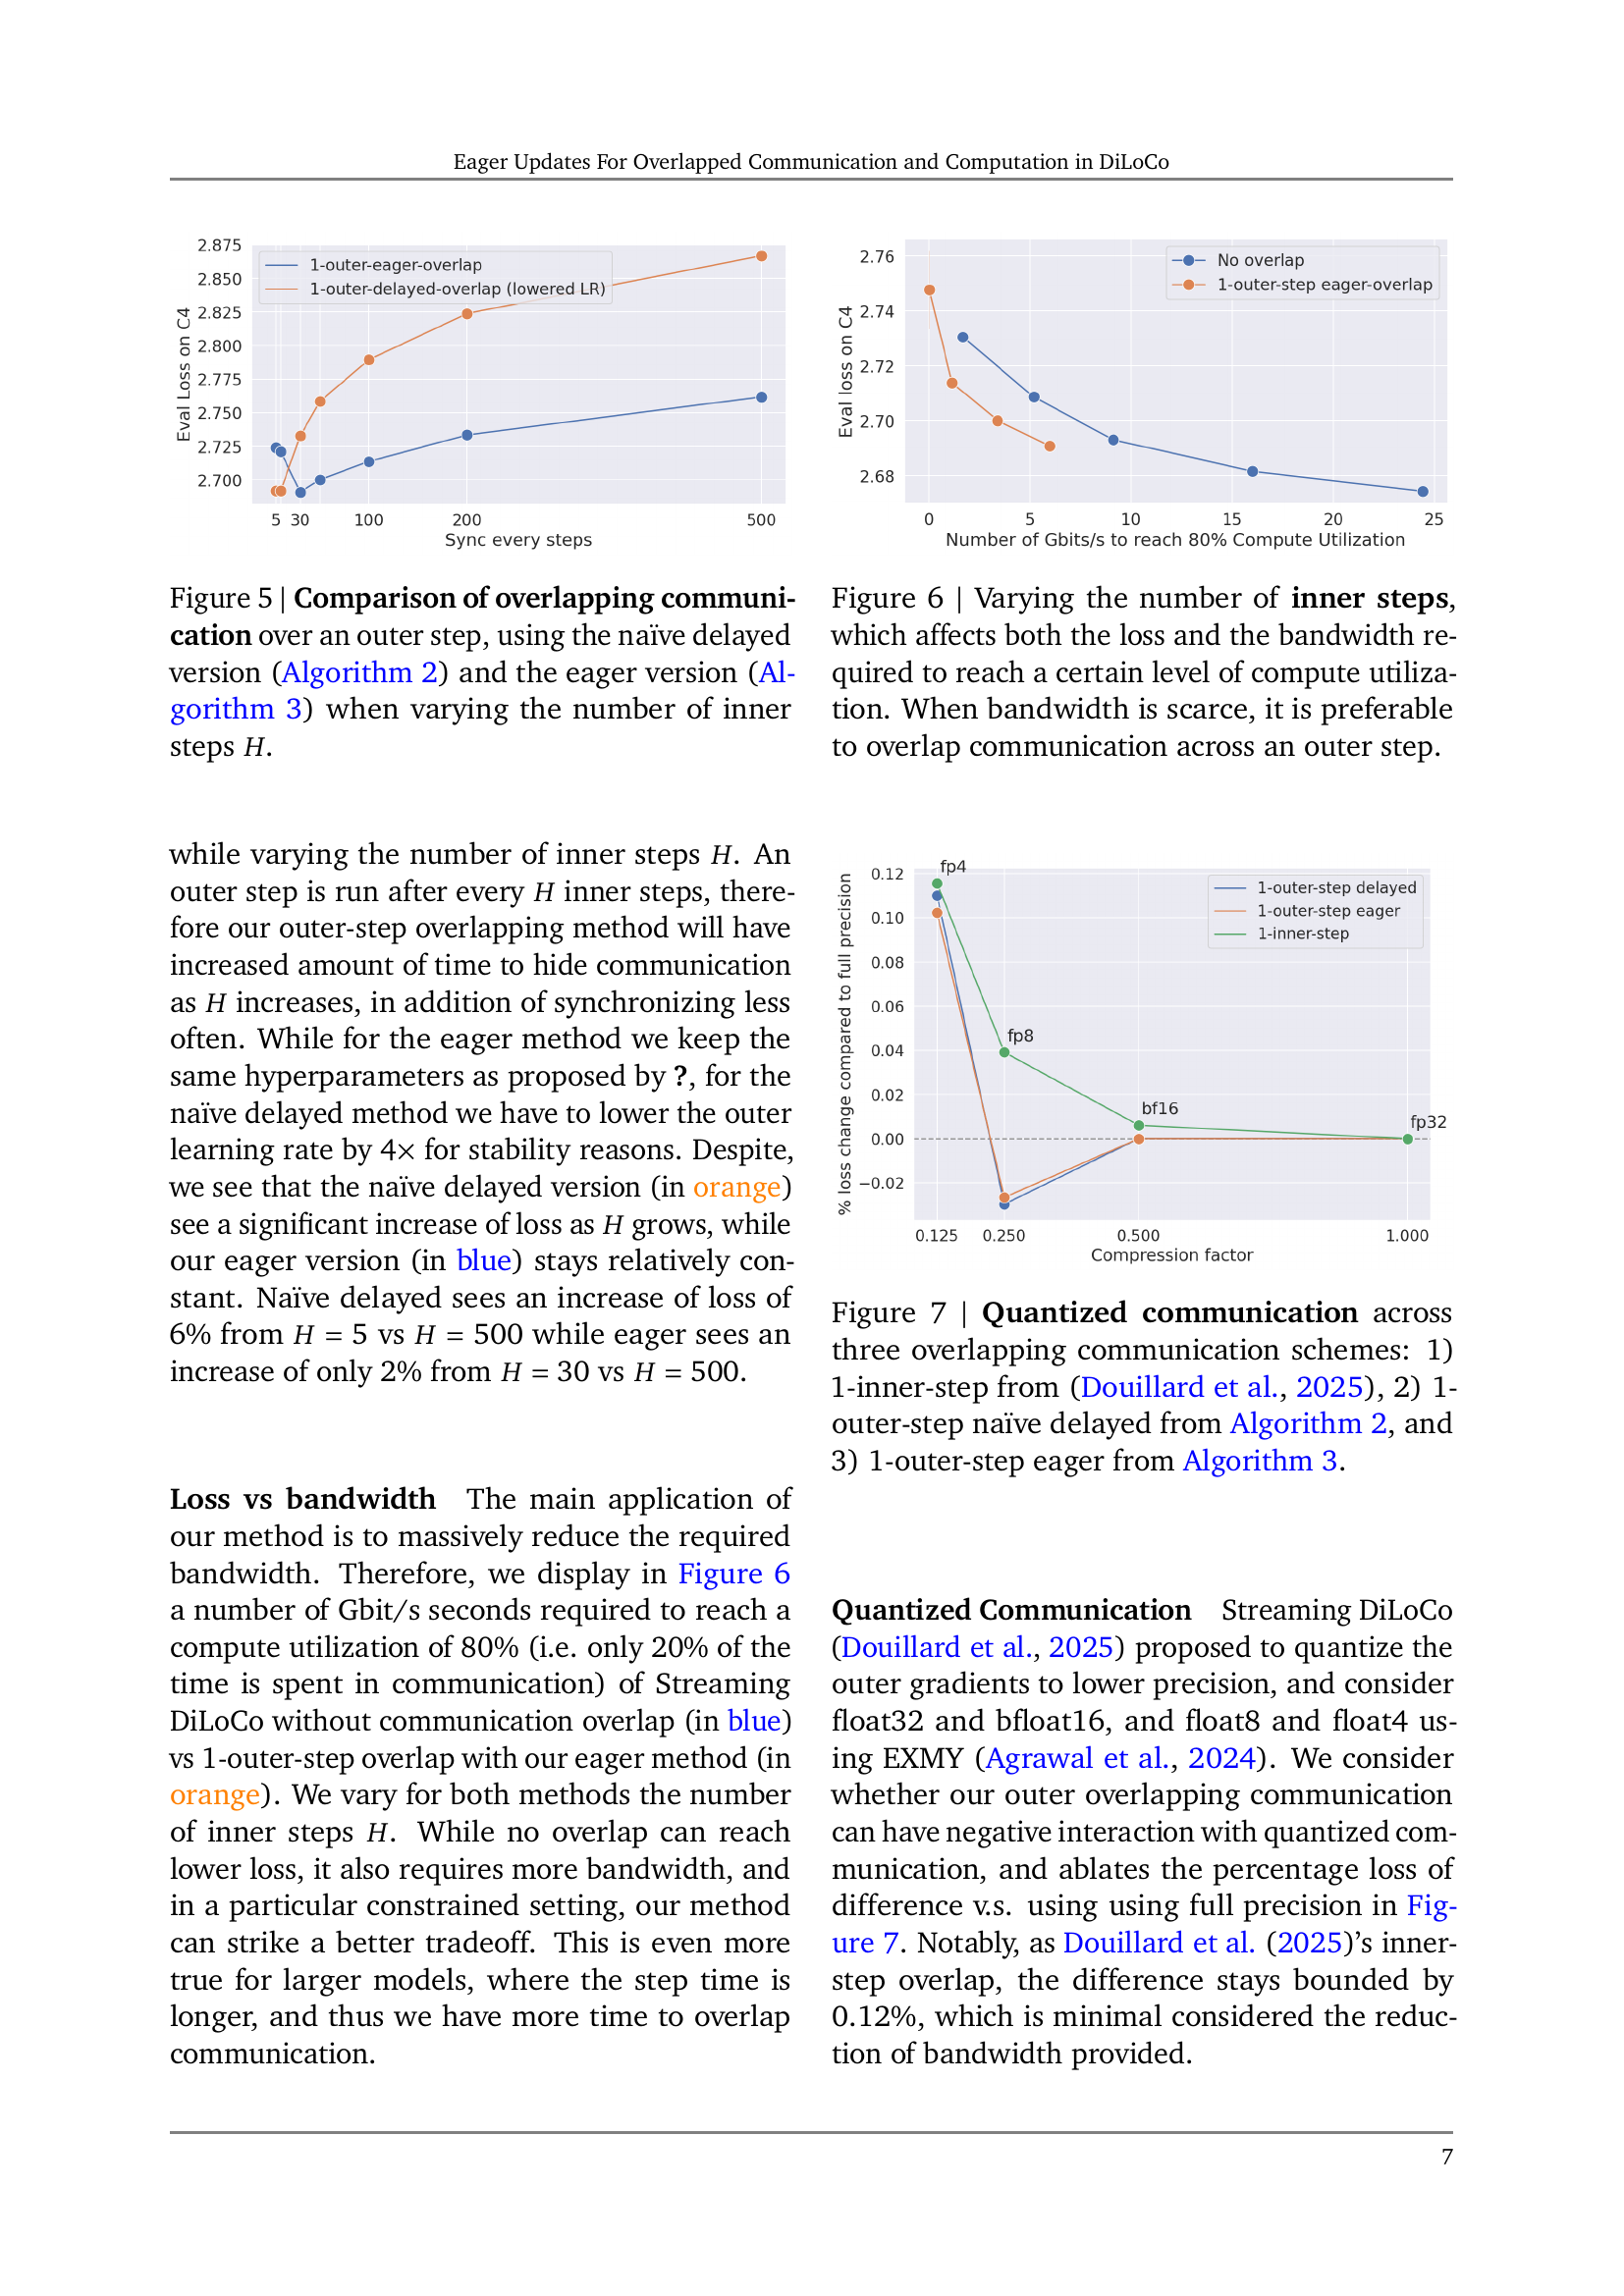 Eager Updates For Overlapped Communication and Computation in DiLoCo
2.875
2.850
2.825
2.800
2.775
2.750
2.725
2.700
Eval Loss on C4
1-outer-eager-overlap
1-outer-delayed-overlap (lowered LR)
5 30 100 200 500
Sync every steps
Figure 5 | Comparison of overlapping communi-
cation over an outer step, using the naïve delayed
version (Algorithm 2) and the eager version (Al-
gorithm 3) when varying the number of inner
steps H.
while varying the number of inner steps H. An
outer step is run after every H inner steps, there-
fore our outer-step overlapping method will have
increased amount of time to hide communication
as H increases, in addition of synchronizing less
often. While for the eager method we keep the
same hyperparameters as proposed by ?, for the
naïve delayed method we have to lower the outer
learning rate by 4× for stability reasons. Despite,
we see that the naïve delayed version (in orange)
see a significant increase of loss as H grows, while
our eager version (in blue) stays relatively con-
stant. Naïve delayed sees an increase of loss of
6% from H = 5 vs H = 500 while eager sees an
increase of only 2% from H = 30 vs H = 500.
Loss vs bandwidth The main application of
our method is to massively reduce the required
bandwidth. Therefore, we display in Figure 6
a number of Gbit/s seconds required to reach a
compute utilization of 80% (i.e. only 20% of the
time is spent in communication) of Streaming
DiLoCo without communication overlap (in blue)
vs 1-outer-step overlap with our eager method (in
orange). We vary for both methods the number
of inner steps H. While no overlap can reach
lower loss, it also requires more bandwidth, and
in a particular constrained setting, our method
can strike a better tradeoff. This is even more
true for larger models, where the step time is
longer, and thus we have more time to overlap
communication.
2.76
2.74
2.72
2.70
2.68
Eval loss on C4
No overlap
1-outer-step eager-overlap
0 5 10 15 20 25
Number of Gbits/s to reach 80% Compute Utilization
Figure 6 | Varying the number of inner steps,
which affects both the loss and the bandwidth re-
quired to reach a certain level of compute utiliza-
tion. When bandwidth is scarce, it is preferable
to overlap communication across an outer step.
0.12
0.10
0.08
0.06
0.04
0.02
0.00
−0.02
% loss change compared to full precision
fp4
fp8
bf16
fp32
1-outer-step delayed
1-outer-step eager
1-inner-step
0.125 0.250 0.500 1.000
Compression factor
Figure 7 | Quantized communication across
three overlapping communication schemes: 1)
1-inner-step from (Douillard et al., 2025), 2) 1-
outer-step naïve delayed from Algorithm 2, and
3) 1-outer-step eager from Algorithm 3.
Quantized Communication Streaming DiLoCo
(Douillard et al., 2025) proposed to quantize the
outer gradients to lower precision, and consider
float32 and bfloat16, and float8 and float4 us-
ing EXMY (Agrawal et al., 2024). We consider
whether our outer overlapping communication
can have negative interaction with quantized com-
munication, and ablates the percentage loss of
difference v.s. using using full precision in Fig-
ure 7. Notably, as Douillard et al. (2025)'s inner-
step overlap, the difference stays bounded by
0.12%, which is minimal considered the reduc-
tion of bandwidth provided.
7